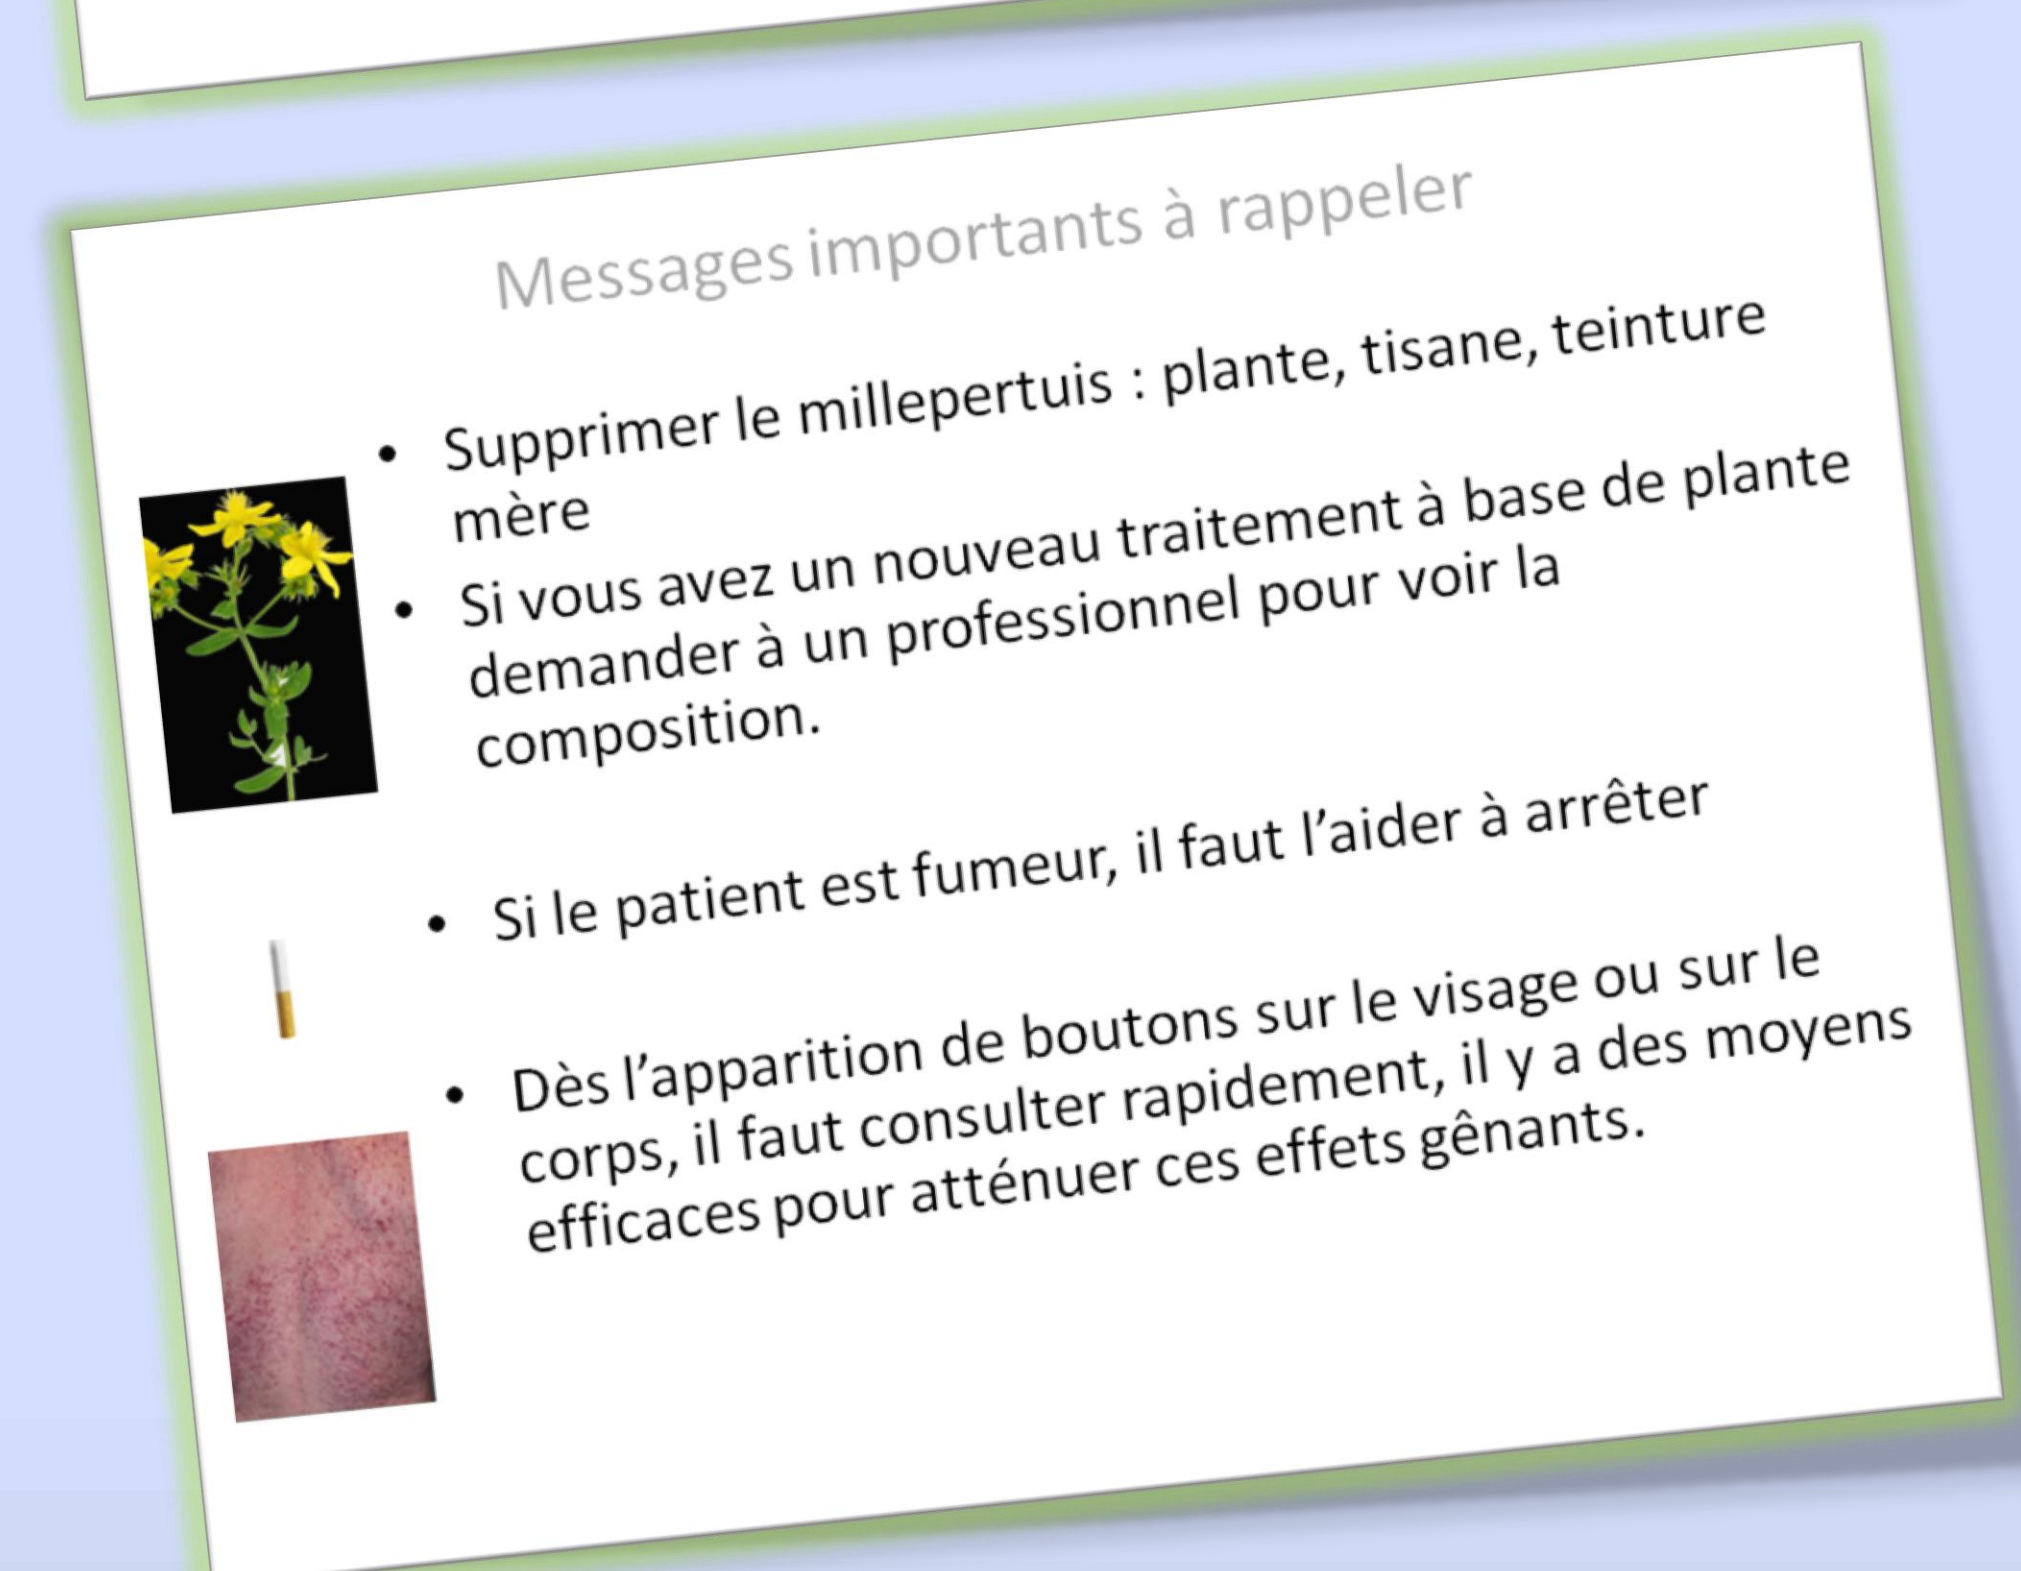 Messages importants à rappeler
• Supprimer le millepertuis : plante, tisane, teinture
mère
• Si vous avez un nouveau traitement à base de plante
demander à un professionnel pour voir la
composition.
• Si le patient est fumeur, il faut l’aider à arrêter
• Dès l’apparition de boutons sur le visage ou sur le
corps, il faut consulter rapidement, il y a des moyens
efficaces pour atténuer ces effets gênants.